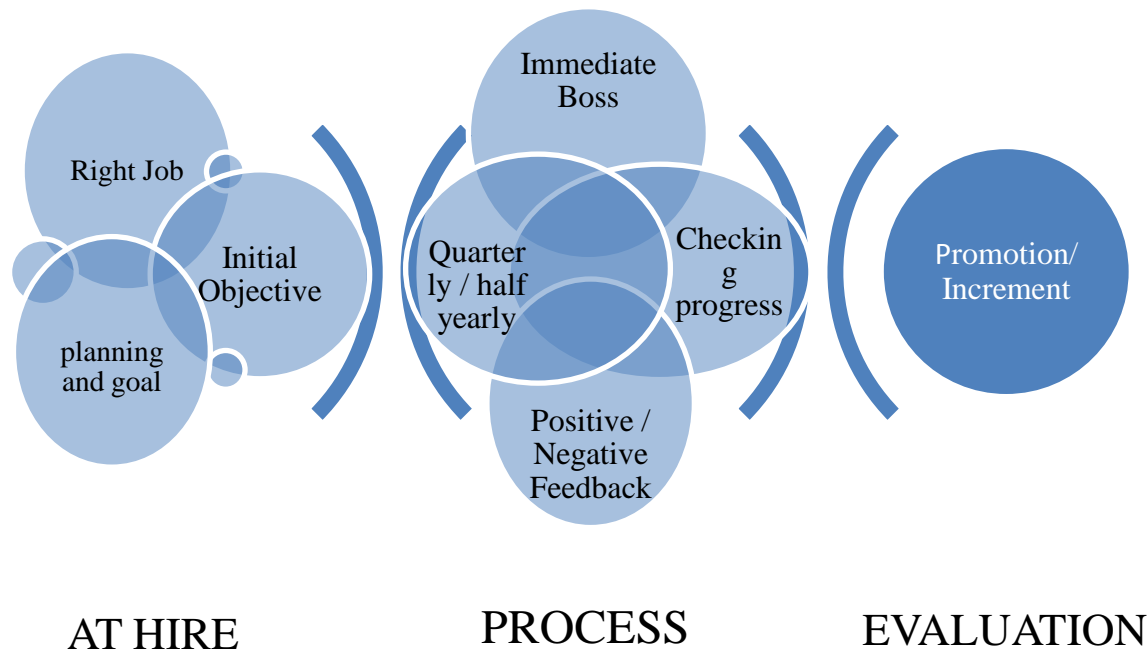 Right Job
Initial
Objective
planning
and goal
Immediate
Boss
Quarter
ly / half
yearly
Checkin
g
progress
Positive /
Negative
Feedback
Promotion/
Increment
AT HIRE
PROCESS
EVALUATION